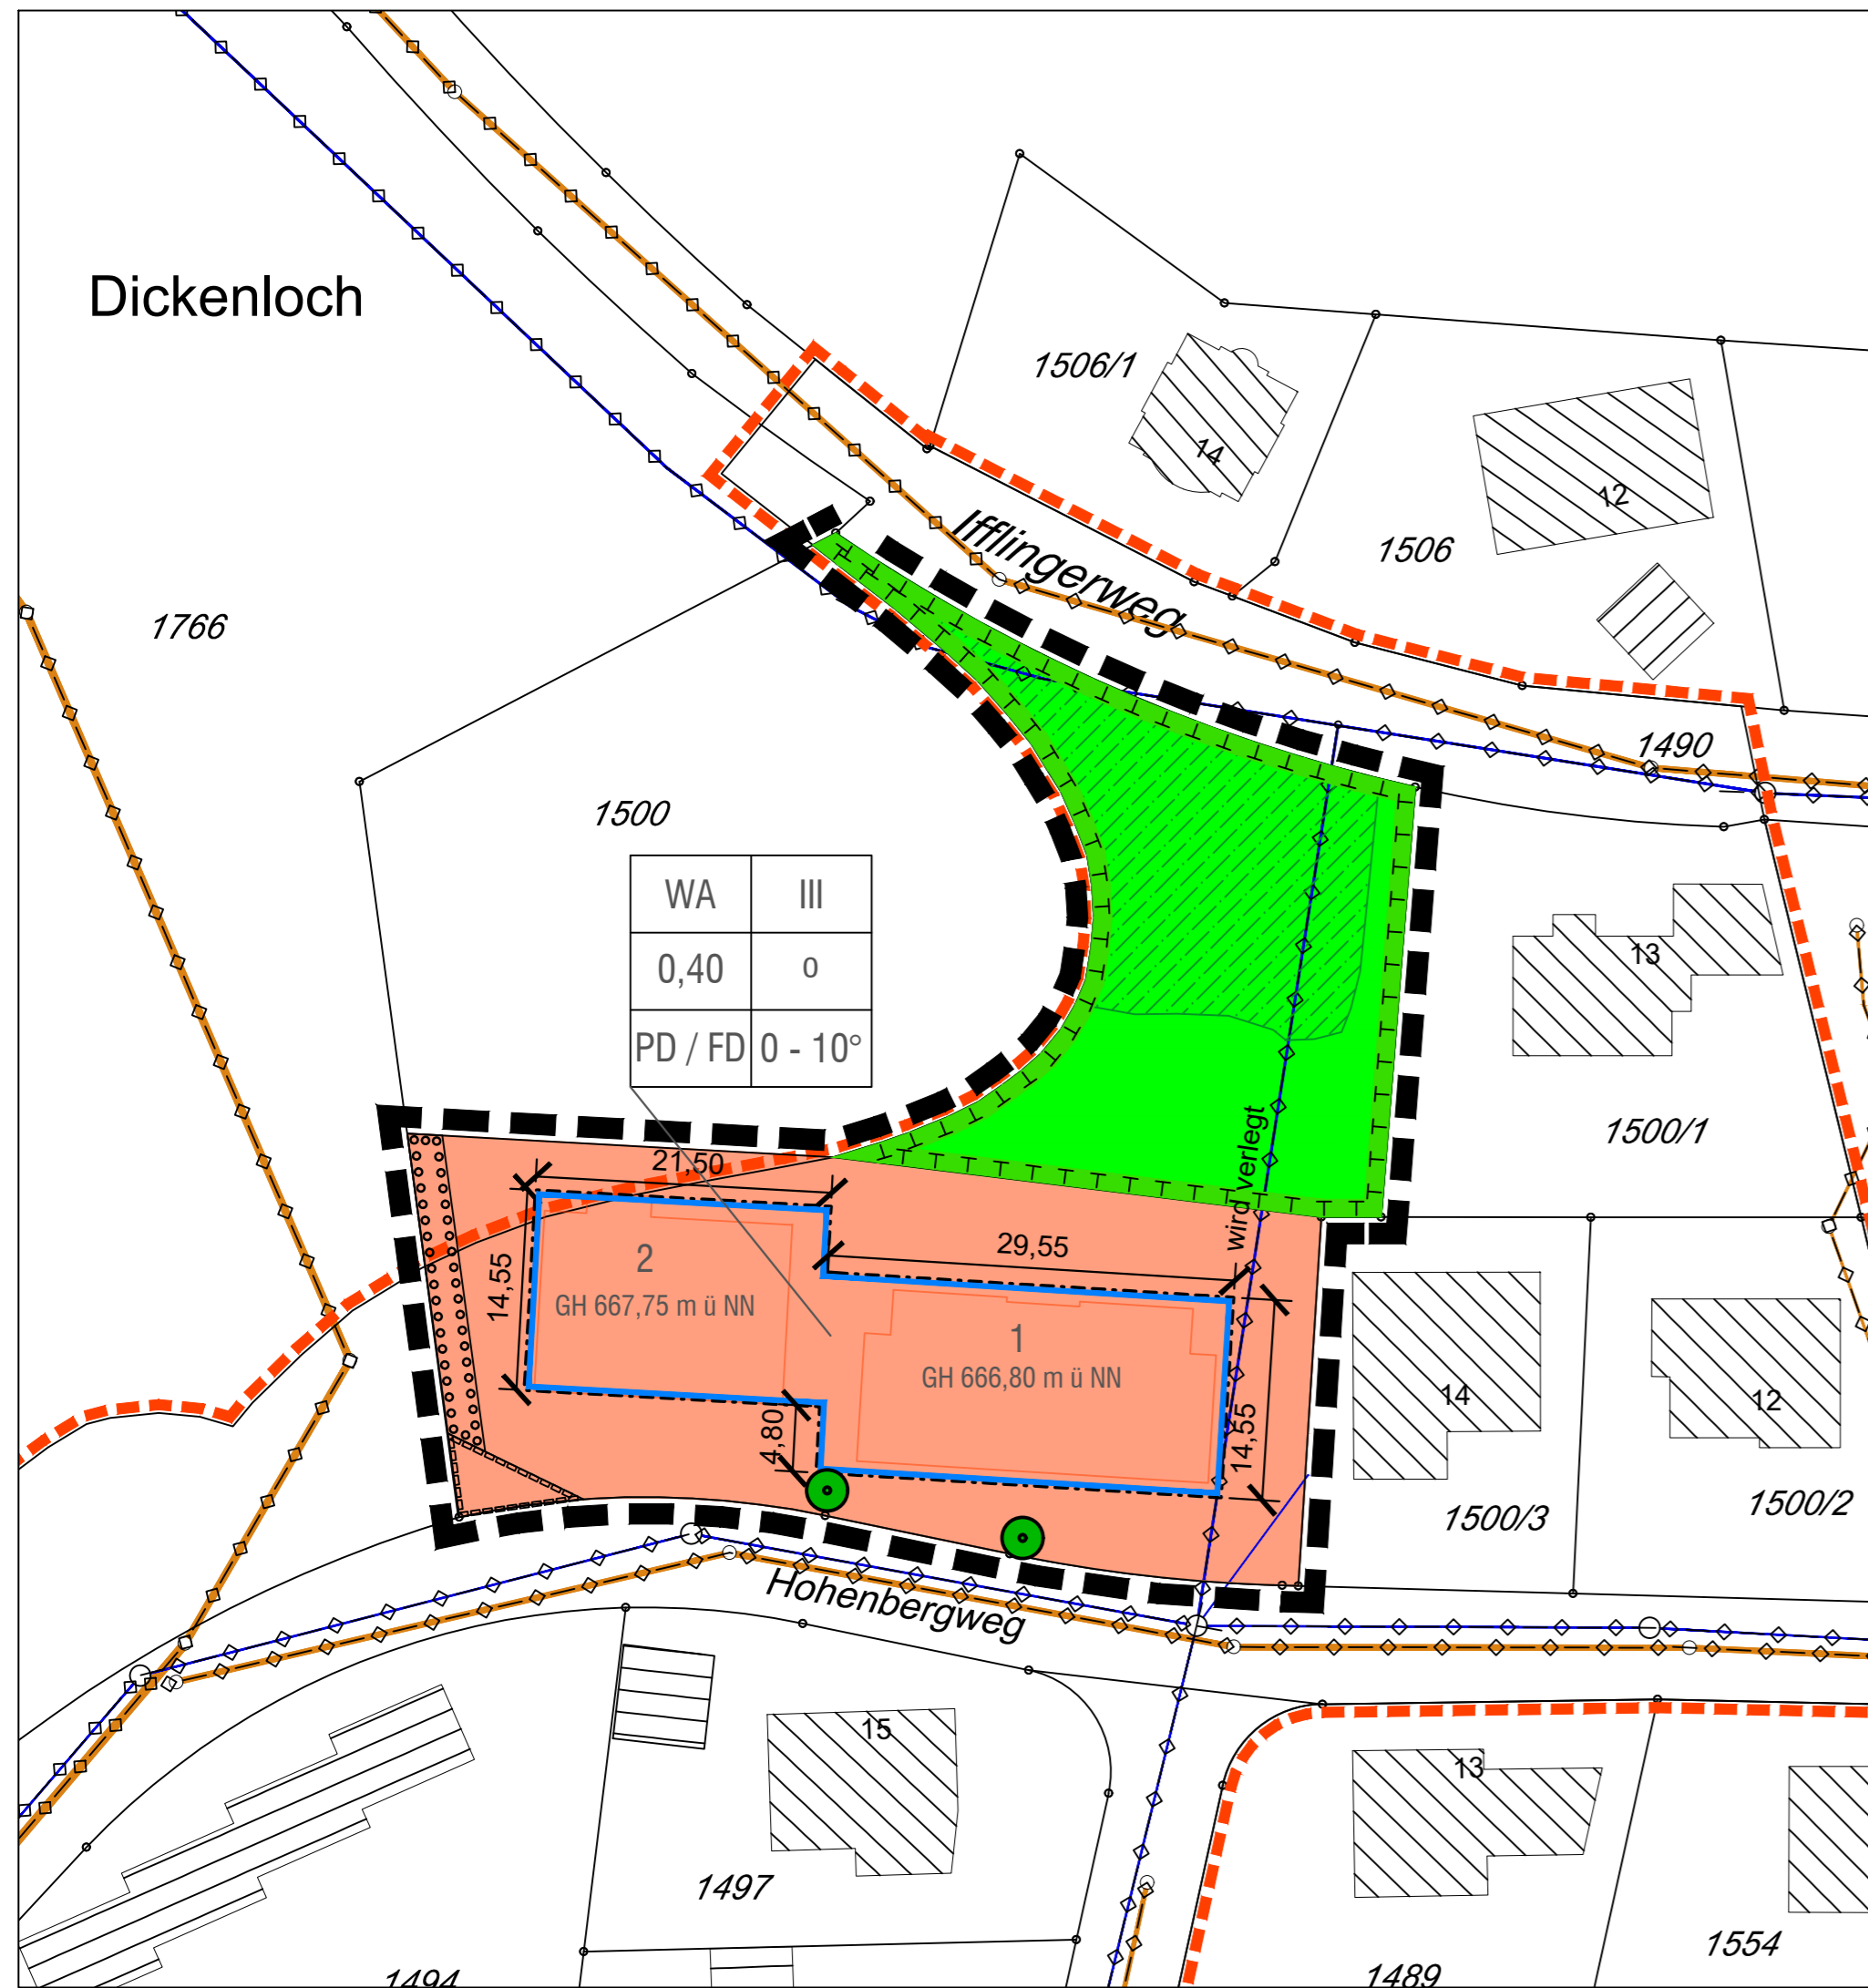 Dickenloch
1506/1
14
12
1506
Ifflingerweg
1766
1490
1500
WA III
0,40 o
PD / FD 0 - 10°
13
1500/1
wird verlegt
21,50
29,55
14,55
2
GH 667,75 m ü NN
1
GH 666,80 m ü NN
4,80
14,55
14
12
1500/3
1500/2
Hohenbergweg
15
13
1497
1554
1494
1489